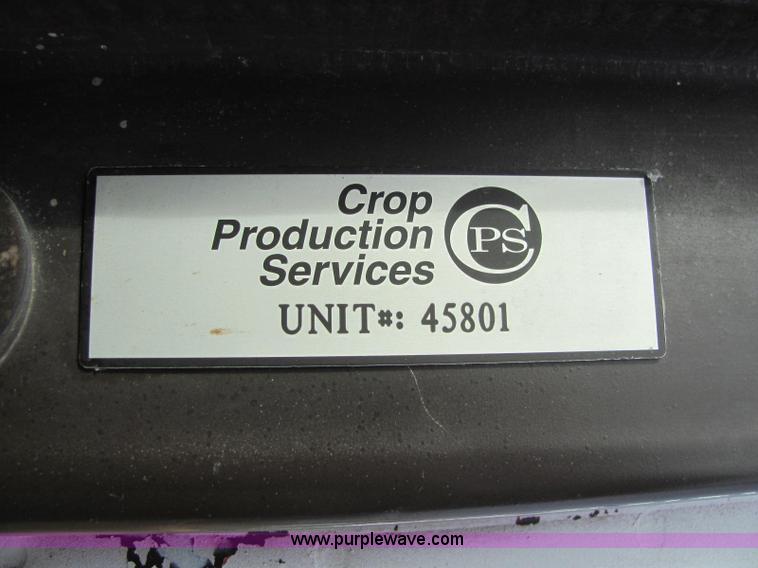 Crop
Production
Services
CPS.
UNIT#: 45801
www.purplewave.com